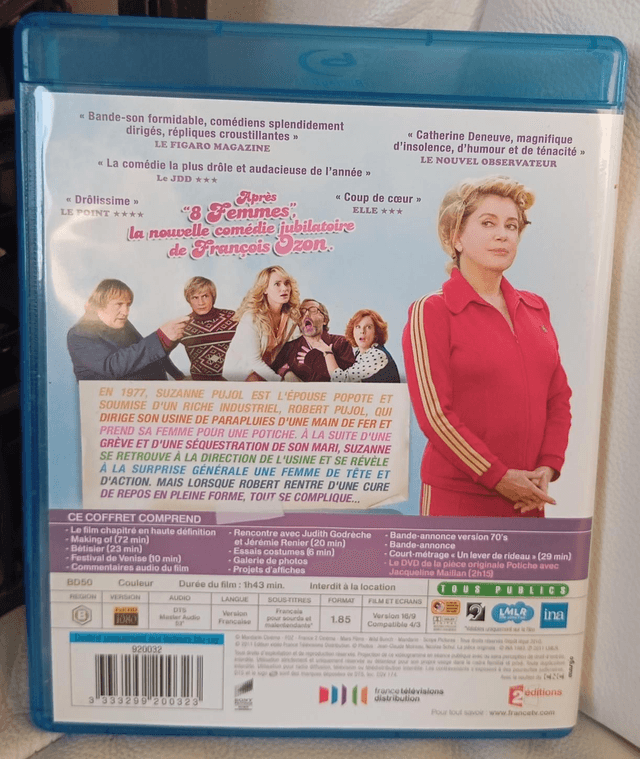 « Bande-son formidable, comédiens splendidement
dirigés, répliques croustillantes »
LE FIGARO MAGAZINE
« Catherine Deneuve, magnifique
d'insolence, d'humour et de ténacité »
LE NOUVEL OBSERVATEUR
« La comédie la plus drôle et audacieuse de l'année »
LE JDD ★★★
« Drôlissime »
LE POINT ★★★★
Après
"8 Femmes",
la nouvelle comédie jubilatoire
de François Ozon.
« Coup de cœur »
ELLE ★★★
EN 1977, SUZANNE PUJOL EST L'ÉPOUSE POPOTE ET
SOUMISE D'UN RICHE INDUSTRIEL, ROBERT PUJOL, QUI
DIRIGE SON USINE DE PARAPLUIES D'UNE MAIN DE FER ET
PREND SA FEMME POUR UNE POTICHE. À LA SUITE D'UNE
GRÈVE ET D'UNE SÉQUESTRATION DE SON MARI, SUZANNE
SE RETROUVE À LA DIRECTION DE L'USINE ET SE RÉVÈLE
À LA SURPRISE GÉNÉRALE UNE FEMME DE TÊTE ET
D'ACTION. MAIS LORSQUE ROBERT RENTRE D'UNE CURE
DE REPOS EN PLEINE FORME, TOUT SE COMPLIQUE...
CE COFFRET COMPREND
- Le film chapitré en haute définition
- Making of (72 min)
- Bêtisier (23 min)
- Festival de Venise (10 min)
- Commentaires audio du film
- Rencontre avec Judith Godrèche
et Jérémie Renier (20 min)
- Essais costumes (6 min)
- Galerie de photos
- Projets d'affiches
- Bande-annonce version 70's
- Bande-annonce
- Court-métrage « Un lever de rideau » (29 min)
- Le DVD de la pièce originale Potiche avec
Jacqueline Maillan (2h15)
BD50 Couleur Durée du film : 1h43 min. Interdit à la location
TOUS PUBLICS
REGION VERSION AUDIO LANGUE SOUS-TITRES FORMAT FILM ET ECRANS
B
Full HD
1080
DTS
Master Audio
Version
Française
Français
pour sourds et
malentendants*
1.85
Version 16/9
Compatible 4/3
LMLR
ina
920032
3 333299 200323
francetélévisions
distribution
2 éditions
Pour tout savoir : www.francetv.com